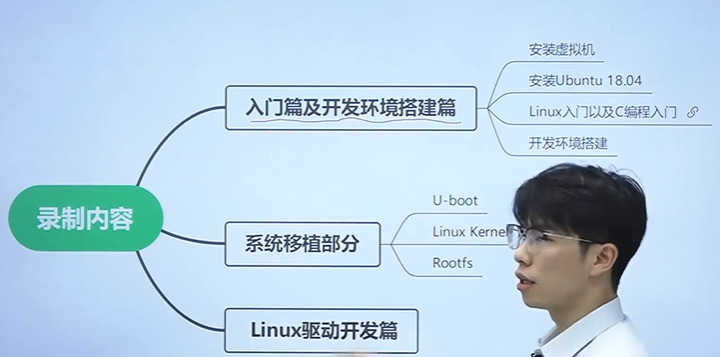 录制内容
入门篇及开发环境搭建篇
安装虚拟机
安装Ubuntu 18.04
Linux入门以及C编程入门
开发环境搭建
系统移植部分
U-boot
Linux Kernel
Rootfs
Linux驱动开发篇